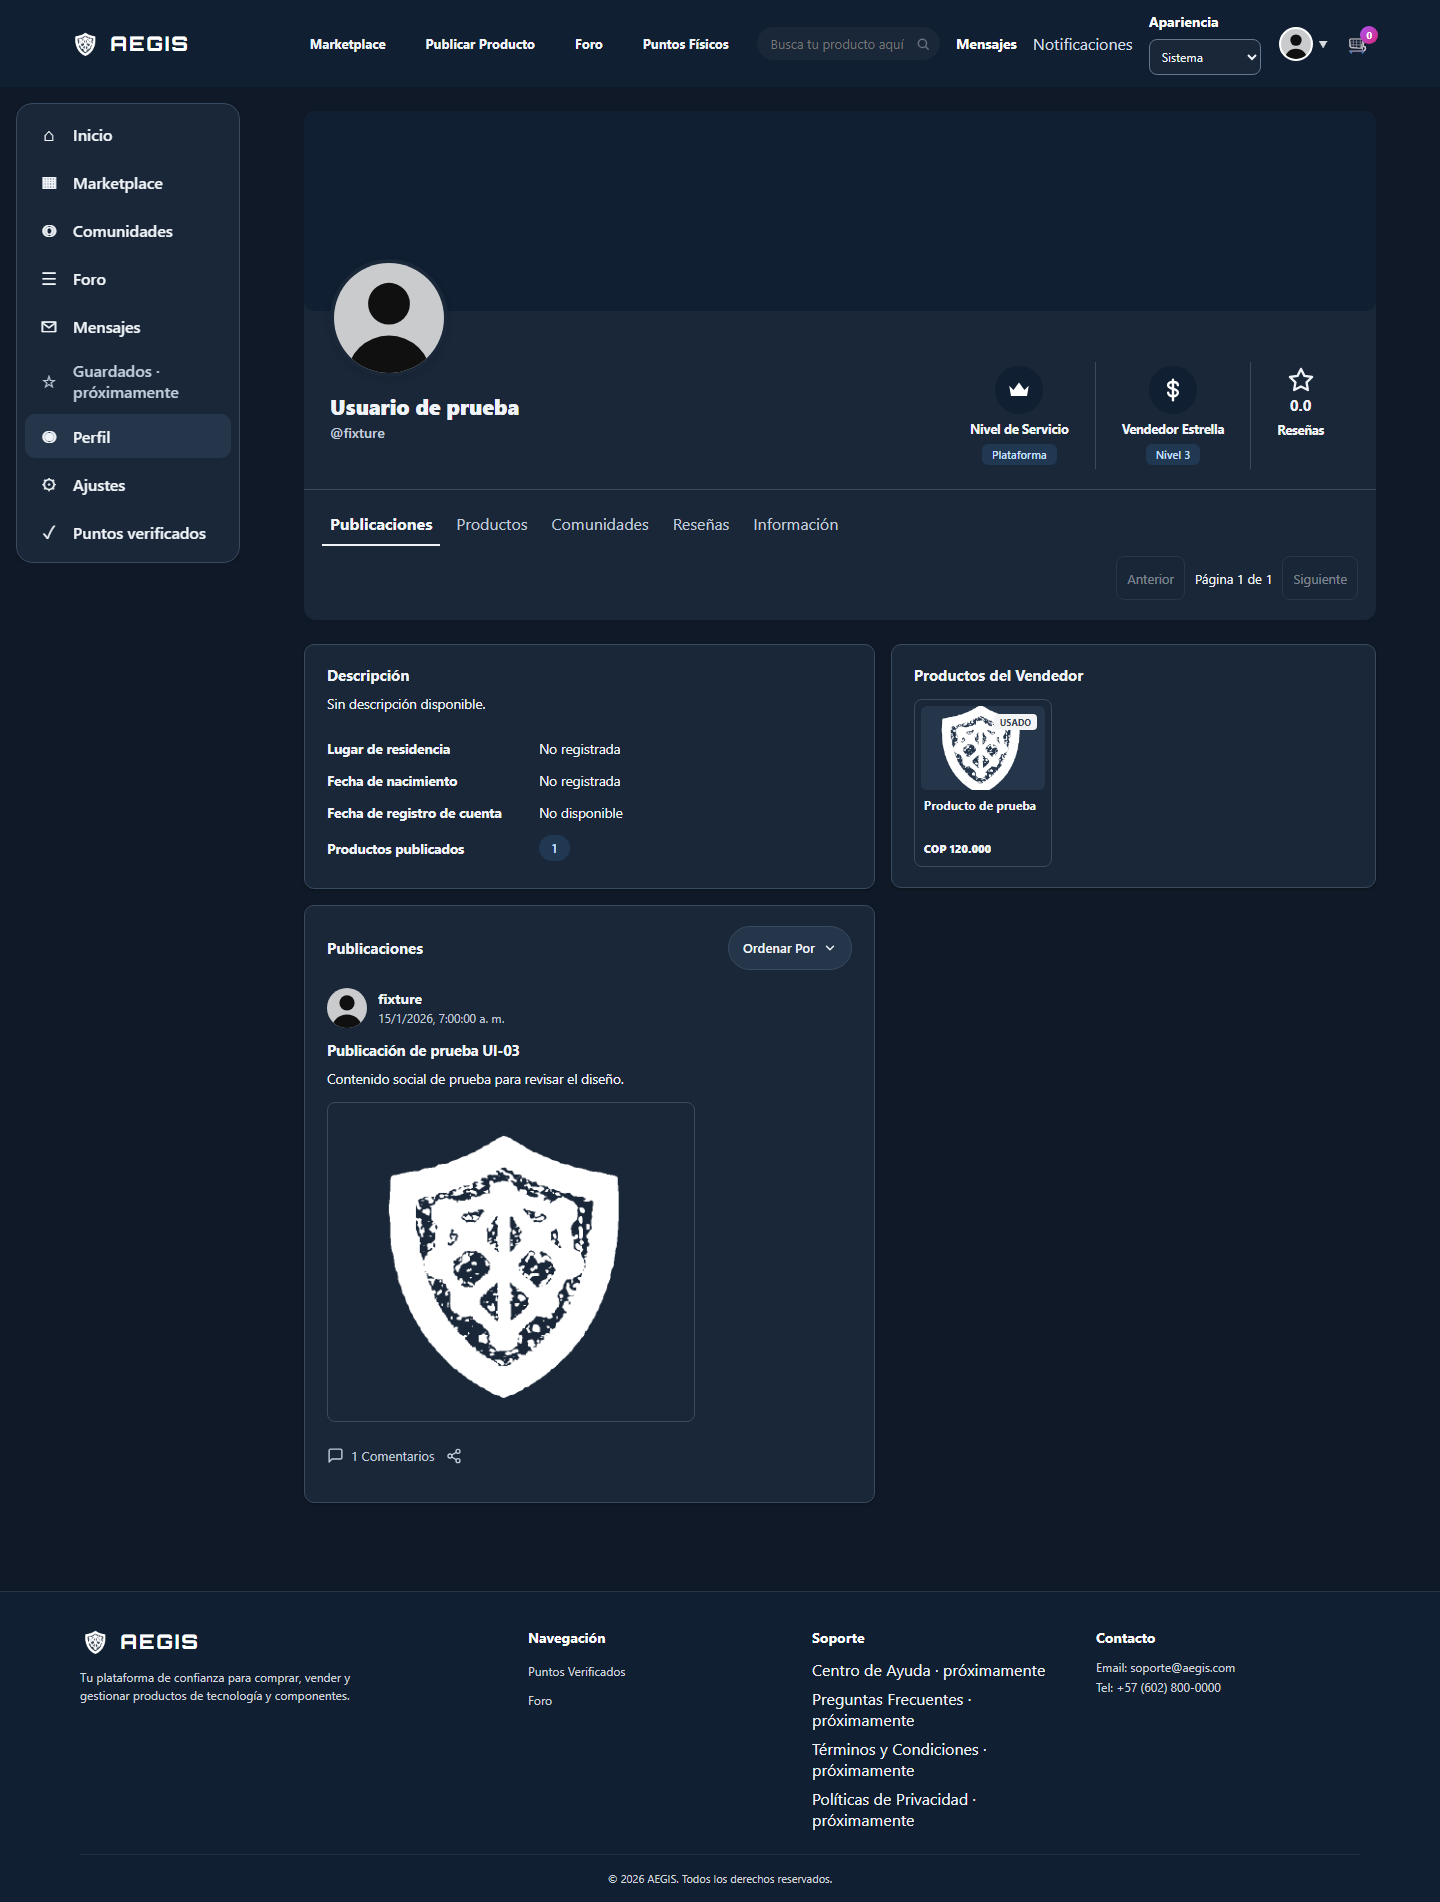 AEGIS
Marketplace
Publicar Producto
Foro
Puntos Físicos
Busca tu producto aquí
Mensajes
Notificaciones
Apariencia
Sistema
0
Inicio
Marketplace
Comunidades
Foro
Mensajes
Guardados ·
próximamente
Perfil
Ajustes
Puntos verificados
Usuario de prueba
@fixture
Nivel de Servicio
Plataforma
Vendedor Estrella
Nivel 3
0.0
Reseñas
Publicaciones
Productos
Comunidades
Reseñas
Información
Anterior
Página 1 de 1
Siguiente
Descripción
Sin descripción disponible.
Lugar de residencia
No registrada
Fecha de nacimiento
No registrada
Fecha de registro de cuenta
No disponible
Productos publicados
1
Productos del Vendedor
USADO
Producto de prueba
COP 120.000
Publicaciones
Ordenar Por
fixture
15/1/2026, 7:00:00 a. m.
Publicación de prueba UI-03
Contenido social de prueba para revisar el diseño.
1 Comentarios
AEGIS
Tu plataforma de confianza para comprar, vender y
gestionar productos de tecnología y componentes.
Navegación
Puntos Verificados
Foro
Soporte
Centro de Ayuda · próximamente
Preguntas Frecuentes ·
próximamente
Términos y Condiciones ·
próximamente
Políticas de Privacidad ·
próximamente
Contacto
Email: soporte@aegis.com
Tel: +57 (602) 800-0000
© 2026 AEGIS. Todos los derechos reservados.